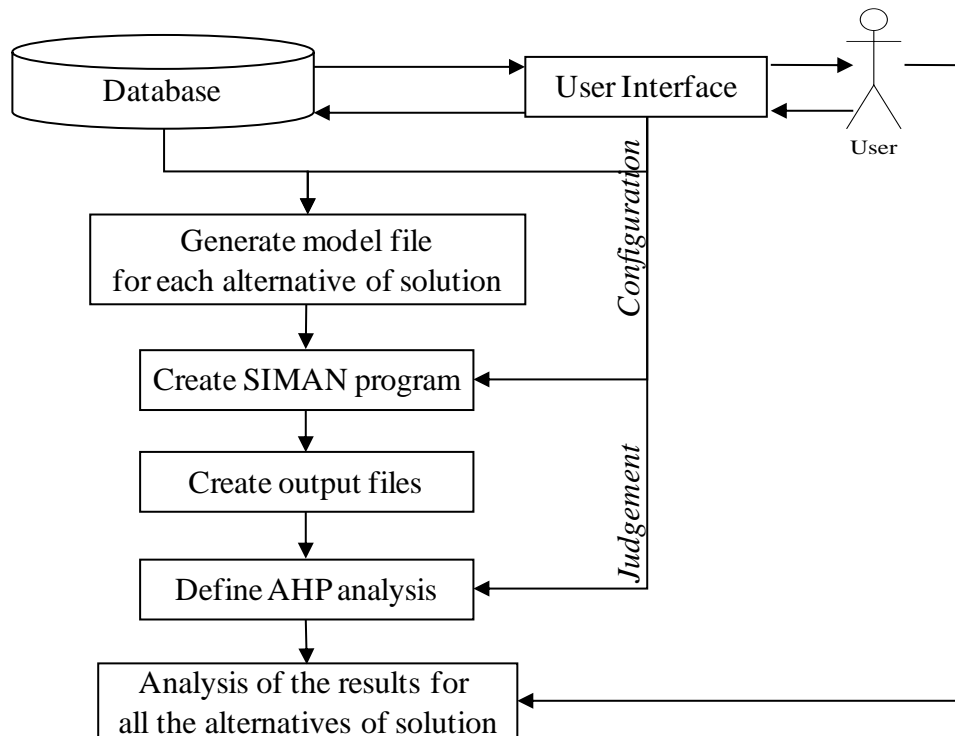 Database
User Interface
User
Configuration
Generate model file
for each alternative of solution
Create SIMAN program
Create output files
Judgement
Define AHP analysis
Analysis of the results for
all the alternatives of solution